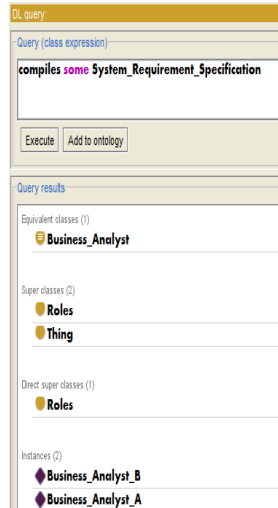 DL query:
Query (class expression)
compiles some System_Requirement_Specification
Execute Add to ontology
Query results
Equivalent classes (1)
Business_Analyst
Super classes (2)
Roles
Thing
Direct super classes (1)
Roles
Instances (2)
Business_Analyst_B
Business_Analyst_A